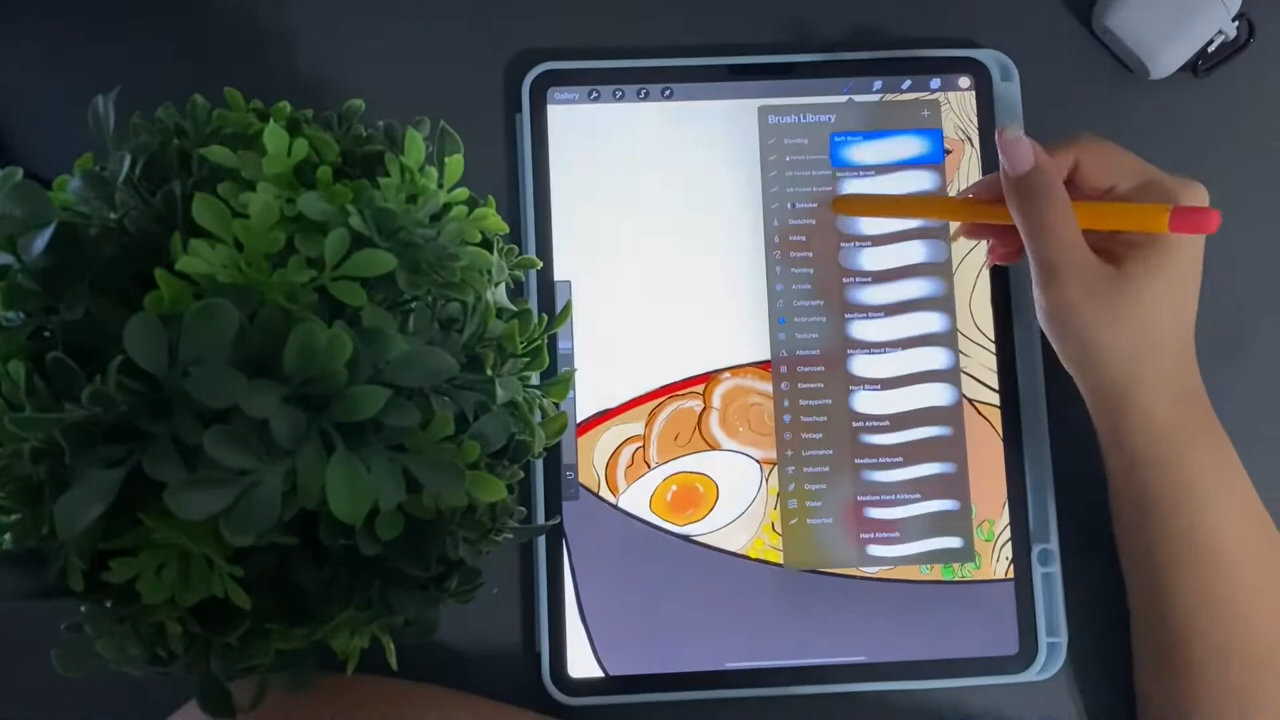 Gallery
Brush Library
Blending
Sketching
Inking
Drawing
Painting
Artistic
Calligraphy
Airbrushing
Textures
Abstract
Charcoals
Elements
Spraypaints
Touchups
Vintage
Luminance
Industrial
Organic
Water
Imported
Soft Brush
Medium Brush
Hard Brush
Soft Blend
Medium Blend
Medium Hard Blend
Hard Blend
Soft Airbrush
Medium Airbrush
Medium Hard Airbrush
Hard Airbrush